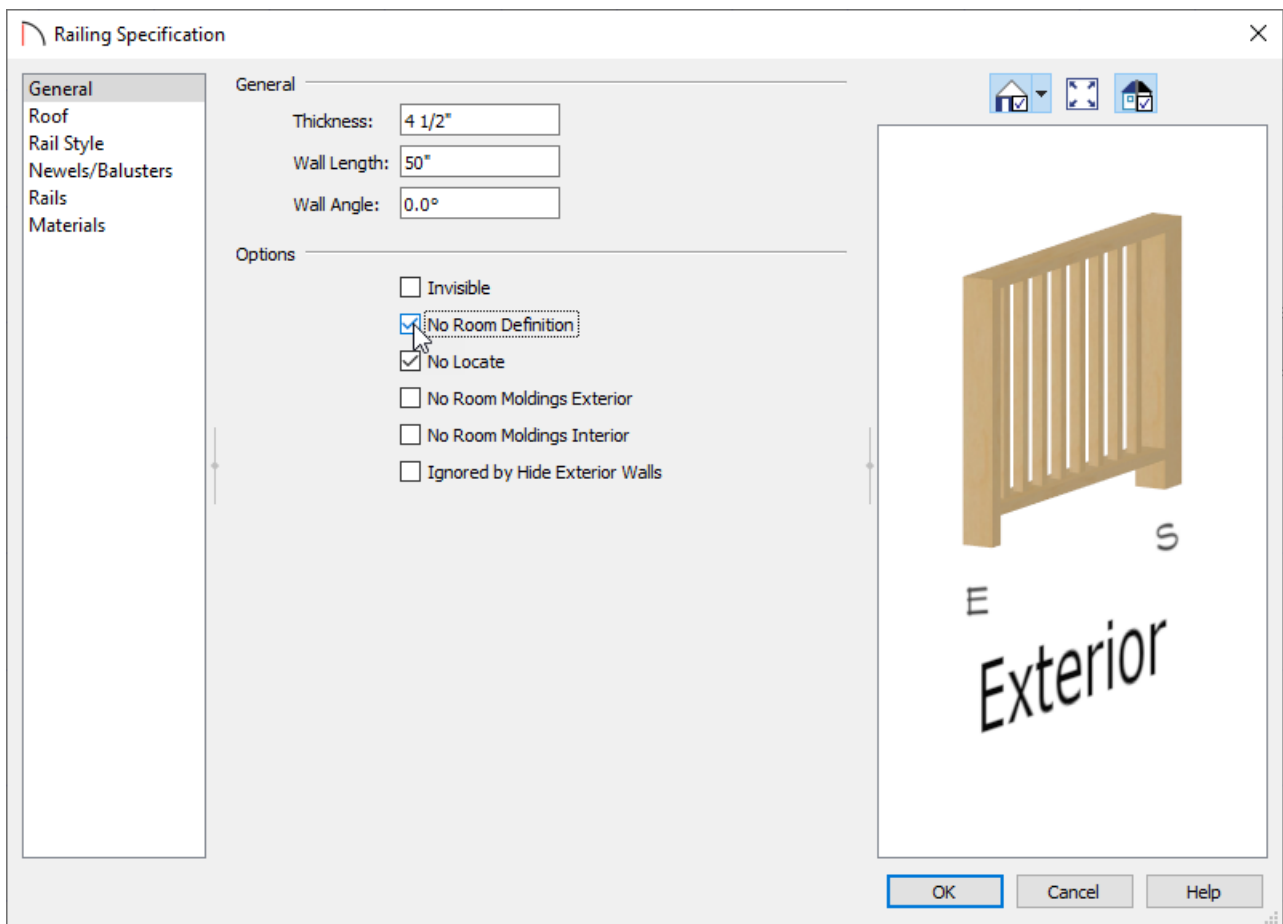 Railing Specification
General
Roof
Rail Style
Newels/Balusters
Rails
Materials
General
Thickness: 4 1/2"
Wall Length: 50"
Wall Angle: 0.0°
Options
Invisible
No Room Definition
No Locate
No Room Moldings Exterior
No Room Moldings Interior
Ignored by Hide Exterior Walls
S
E
Exterior
OK Cancel Help